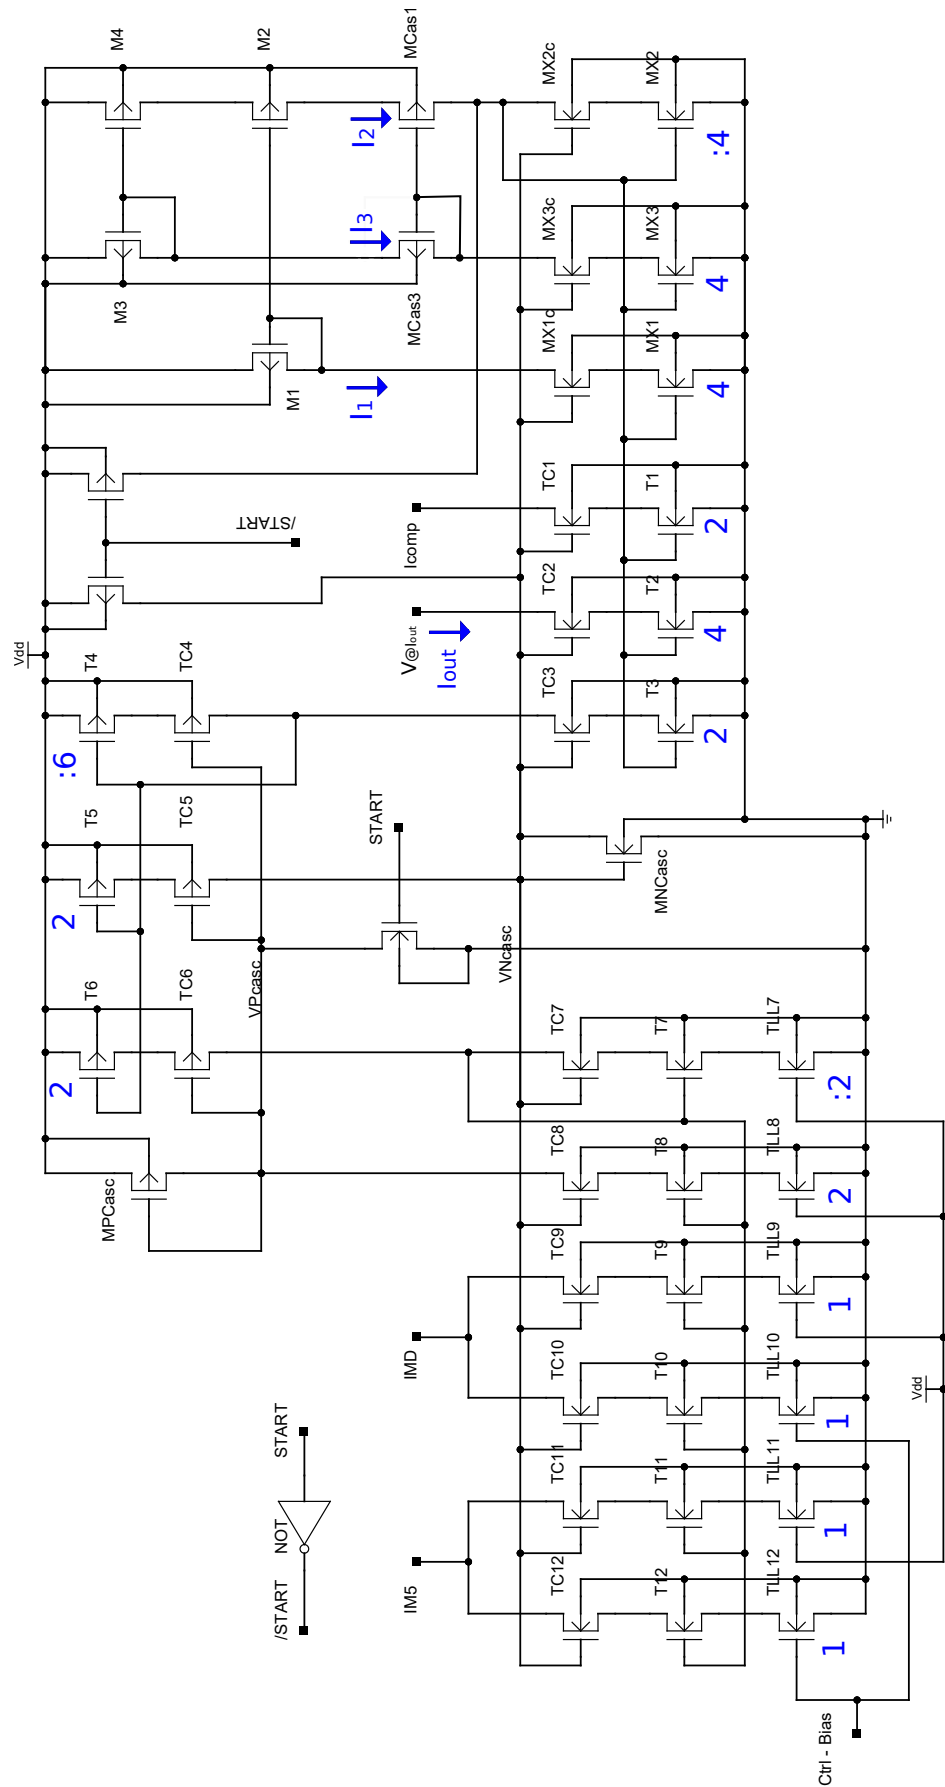 Vdd
2
2
:6
MPCasc
T6
T5
T4
M3
M4
TC6
TC5
TC4
VPcasc
/START
M1
M2
/START
NOT
START
I1
I3
I2
START
IM5
IMD
V@Iout
Icomp
MCas3
MCas1
Iout
VNcasc
TC12
TC11
TC10
TC9
TC8
TC7
TC3
TC2
TC1
MX1c
MX3c
MX2c
T12
T11
T10
T9
T8
T7
MNCasc
T3
T2
T1
MX1
MX3
MX2
2
4
2
4
4
:4
TLL12
TLL11
TLL10
TLL9
TLL8
TLL7
1
1
1
1
2
:2
Ctrl - Bias
Vdd